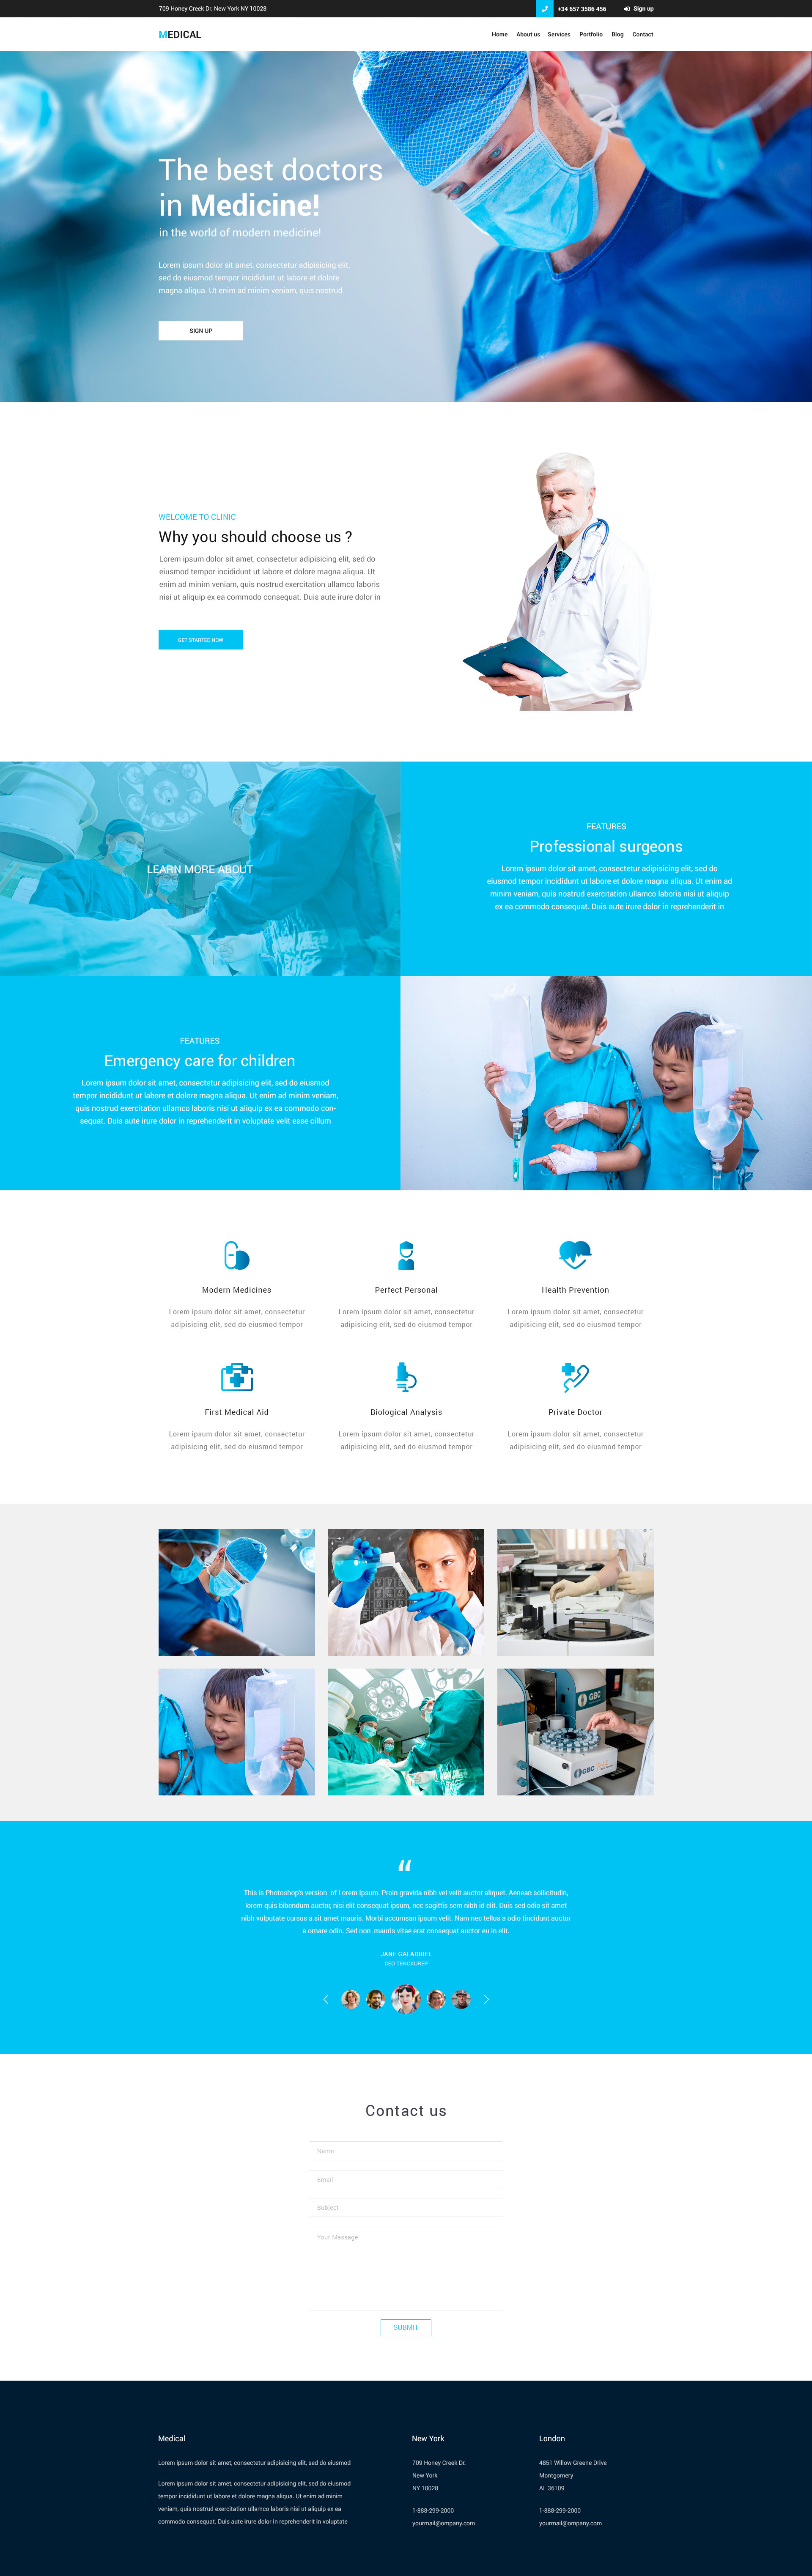 709 Honey Creek Dr. New York NY 10028
+34 657 3586 456
Sign up
MEDICAL
Home
About us
Services
Portfolio
Blog
Contact
The best doctors
in Medicine!
in the world of modern medicine!
Lorem ipsum dolor sit amet, consectetur adipisicing elit,
sed do eiusmod tempor incididunt ut labore et dolore
magna aliqua. Ut enim ad minim veniam, quis nostrud
SIGN UP
WELCOME TO CLINIC
Why you should choose us ?
Lorem ipsum dolor sit amet, consectetur adipisicing elit, sed do
eiusmod tempor incididunt ut labore et dolore magna aliqua. Ut
enim ad minim veniam, quis nostrud exercitation ullamco laboris
nisi ut aliquip ex ea commodo consequat. Duis aute irure dolor in
GET STARTED NOW
LEARN MORE ABOUT
FEATURES
Professional surgeons
Lorem ipsum dolor sit amet, consectetur adipisicing elit, sed do
eiusmod tempor incididunt ut labore et dolore magna aliqua. Ut enim ad
minim veniam, quis nostrud exercitation ullamco laboris nisi ut aliquip
ex ea commodo consequat. Duis aute irure dolor in reprehenderit in
FEATURES
Emergency care for children
Lorem ipsum dolor sit amet, consectetur adipisicing elit, sed do eiusmod
tempor incididunt ut labore et dolore magna aliqua. Ut enim ad minim veniam,
quis nostrud exercitation ullamco laboris nisi ut aliquip ex ea commodo con-
sequat. Duis aute irure dolor in reprehenderit in voluptate velit esse cillum
Modern Medicines
Lorem ipsum dolor sit amet, consectetur
adipisicing elit, sed do eiusmod tempor
Perfect Personal
Lorem ipsum dolor sit amet, consectetur
adipisicing elit, sed do eiusmod tempor
Health Prevention
Lorem ipsum dolor sit amet, consectetur
adipisicing elit, sed do eiusmod tempor
First Medical Aid
Lorem ipsum dolor sit amet, consectetur
adipisicing elit, sed do eiusmod tempor
Biological Analysis
Lorem ipsum dolor sit amet, consectetur
adipisicing elit, sed do eiusmod tempor
Private Doctor
Lorem ipsum dolor sit amet, consectetur
adipisicing elit, sed do eiusmod tempor
GBC
GBC
“
This is Photoshop's version of Lorem Ipsum. Proin gravida nibh vel velit auctor aliquet. Aenean sollicitudin,
lorem quis bibendum auctor, nisi elit consequat ipsum, nec sagittis sem nibh id elit. Duis sed odio sit amet
nibh vulputate cursus a sit amet mauris. Morbi accumsan ipsum velit. Nam nec tellus a odio tincidunt auctor
a ornare odio. Sed non mauris vitae erat consequat auctor eu in elit.
JANE GALADRIEL
CEO TENGKUREP
Contact us
Name
Email
Subject
Your Massage
SUBMIT
Medical
Lorem ipsum dolor sit amet, consectetur adipisicing elit, sed do eiusmod
Lorem ipsum dolor sit amet, consectetur adipisicing elit, sed do eiusmod
tempor incididunt ut labore et dolore magna aliqua. Ut enim ad minim
veniam, quis nostrud exercitation ullamco laboris nisi ut aliquip ex ea
commodo consequat. Duis aute irure dolor in reprehenderit in voluptate
New York
709 Honey Creek Dr.
New York
NY 10028
1-888-299-2000
yourmail@ompany.com
London
4851 Willow Greene Drive
Montgomery
AL 36109
1-888-299-2000
yourmail@ompany.com